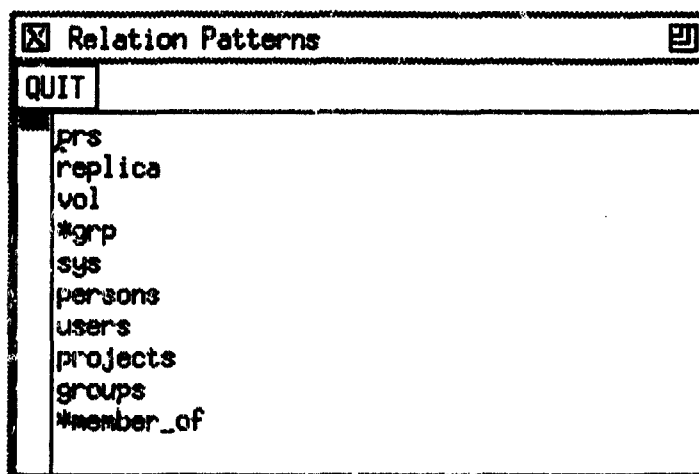 Relation Patterns
QUIT
prs
replica
vol
*grp
sys
persons
users
projects
groups
*member_of